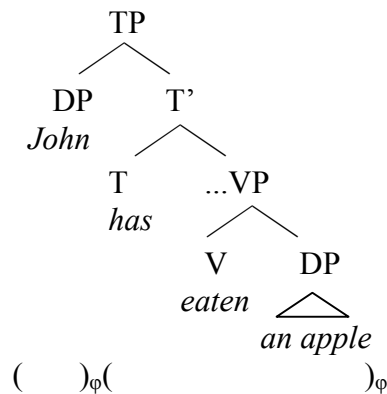 TP
DP T’
John
T ...VP
has
V DP
eaten
an apple
( )φ( )φ